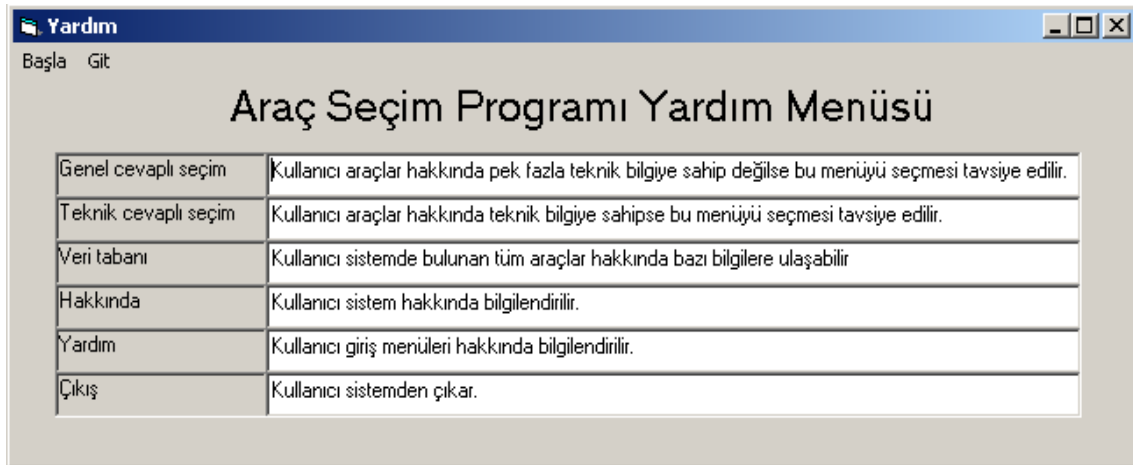 Yardım
Başla Git
Araç Seçim Programı Yardım Menüsü
Genel cevaplı seçim Kullanıcı araçlar hakkında pek fazla teknik bilgiye sahip değilse bu menüyü seçmesi tavsiye edilir.
Teknik cevaplı seçim Kullanıcı araçlar hakkında teknik bilgiye sahipse bu menüyü seçmesi tavsiye edilir.
Veri tabanı Kullanıcı sistemde bulunan tüm araçlar hakkında bazı bilgilere ulaşabilir
Hakkında Kullanıcı sistem hakkında bilgilendirilir.
Yardım Kullanıcı giriş menüleri hakkında bilgilendirilir.
Çıkış Kullanıcı sistemden çıkar.